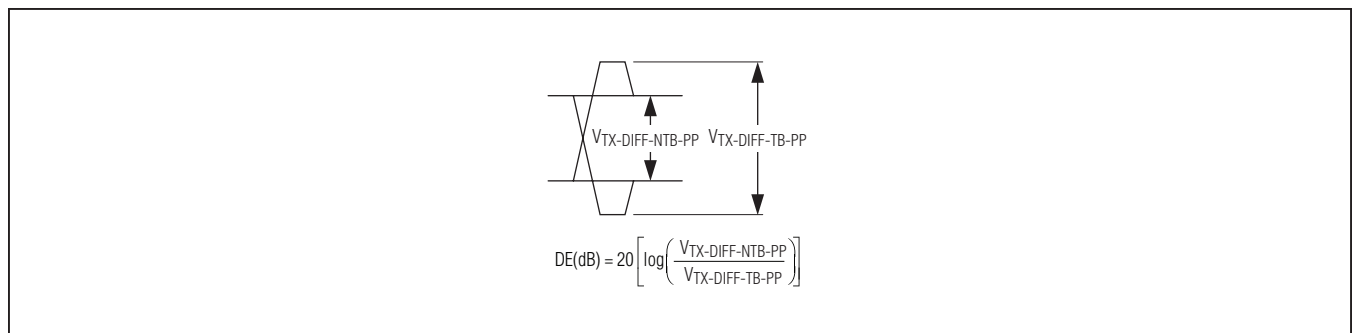 VTX-DIFF-NTB-PP VTX-DIFF-TB-PP
DE(dB) = 20 [log(VTX-DIFF-NTB-PP / VTX-DIFF-TB-PP)]